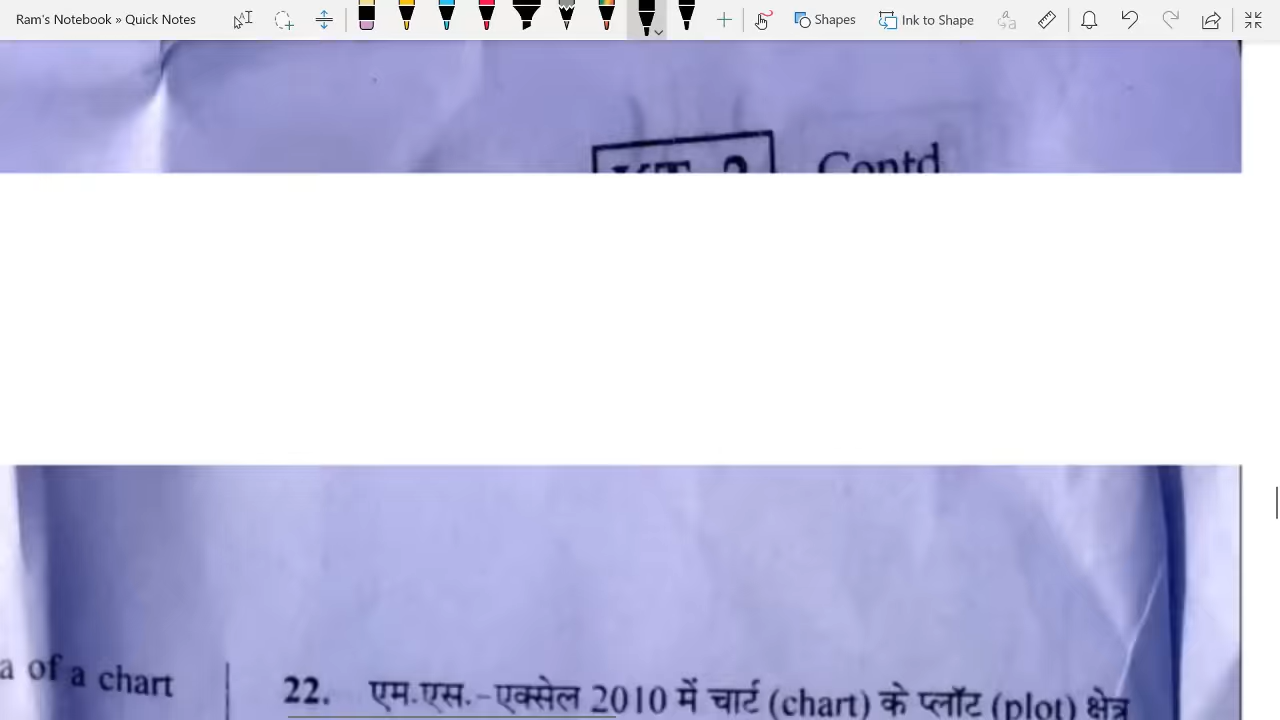 Ram's Notebook » Quick Notes
Shapes
Ink to Shape
Contd
a of a chart
22. एम.एस.-एक्सेल 2010 में चार्ट (chart) के प्लॉट (plot) क्षेत्र